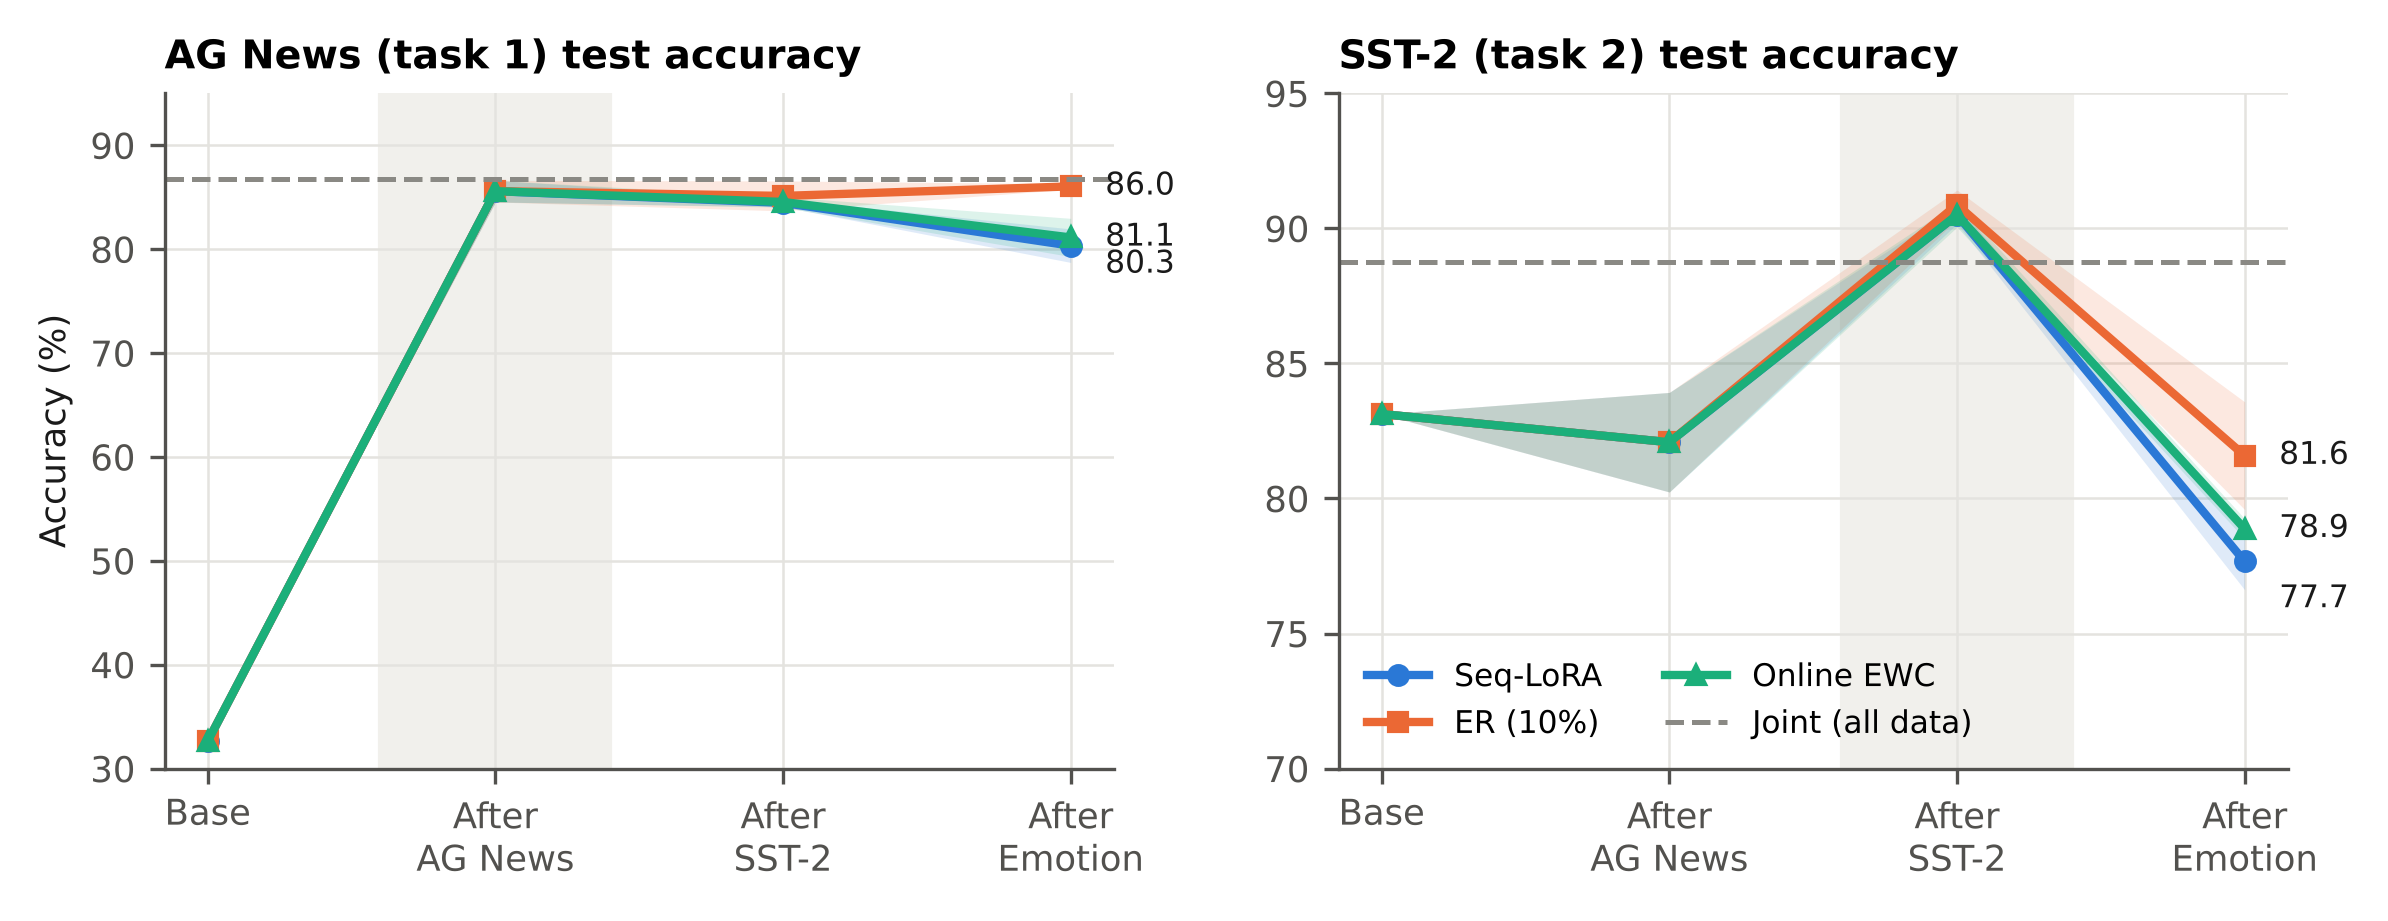 AG News (task 1) test accuracy
Accuracy (%)
90
80
70
60
50
40
30
86.0
81.1
80.3
Base
After
AG News
After
SST-2
After
Emotion
SST-2 (task 2) test accuracy
95
90
85
80
75
70
81.6
78.9
77.7
Seq-LoRA
ER (10%)
Online EWC
Joint (all data)
Base
After
AG News
After
SST-2
After
Emotion